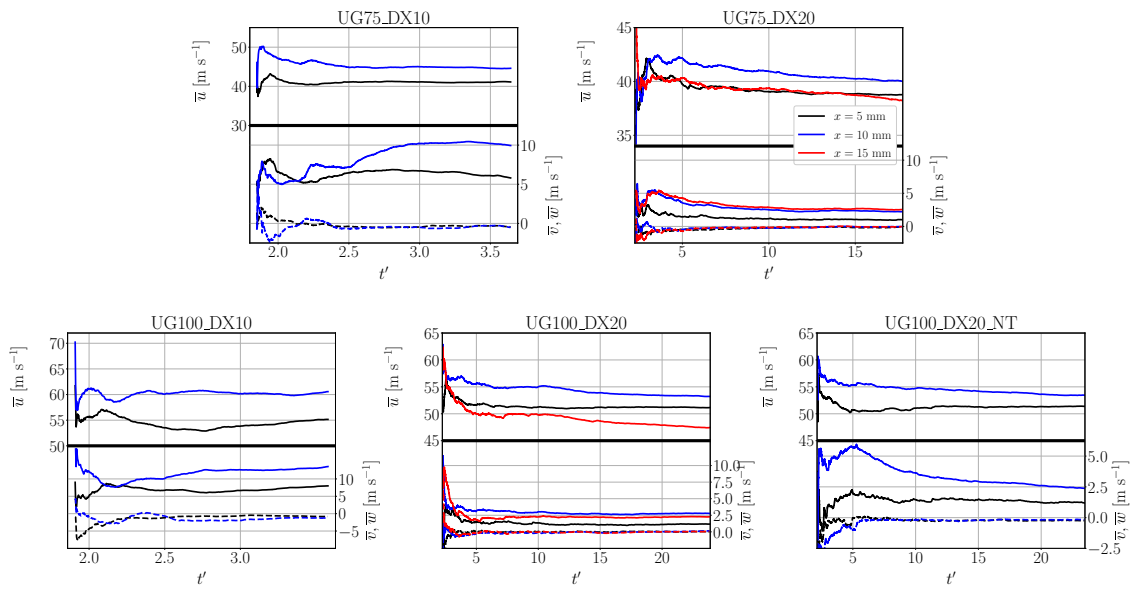 UG75_DX10
50
40
30
u̅ [m s⁻¹]
10
5
0
v̅, w̅ [m s⁻¹]
2.0 2.5 3.0 3.5
t′
UG75_DX20
45
40
35
u̅ [m s⁻¹]
x = 5 mm
x = 10 mm
x = 15 mm
10
5
0
v̅, w̅ [m s⁻¹]
5 10 15
t′
UG100_DX10
70
65
60
55
50
u̅ [m s⁻¹]
10
5
0
−5
v̅, w̅ [m s⁻¹]
2.0 2.5 3.0
t′
UG100_DX20
65
60
55
50
45
u̅ [m s⁻¹]
10.0
7.5
5.0
2.5
0.0
v̅, w̅ [m s⁻¹]
5 10 15 20
t′
UG100_DX20_NT
65
60
55
50
45
u̅ [m s⁻¹]
5.0
2.5
0.0
−2.5
v̅, w̅ [m s⁻¹]
5 10 15 20
t′